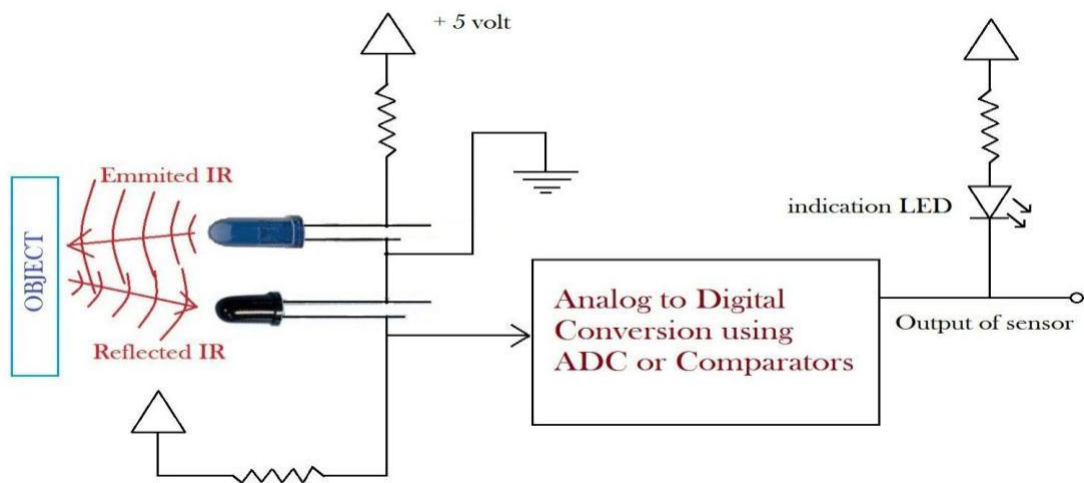 + 5 volt
Emmited IR
OBJECT
Reflected IR
indication LED
Analog to Digital
Conversion using
ADC or Comparators
Output of sensor